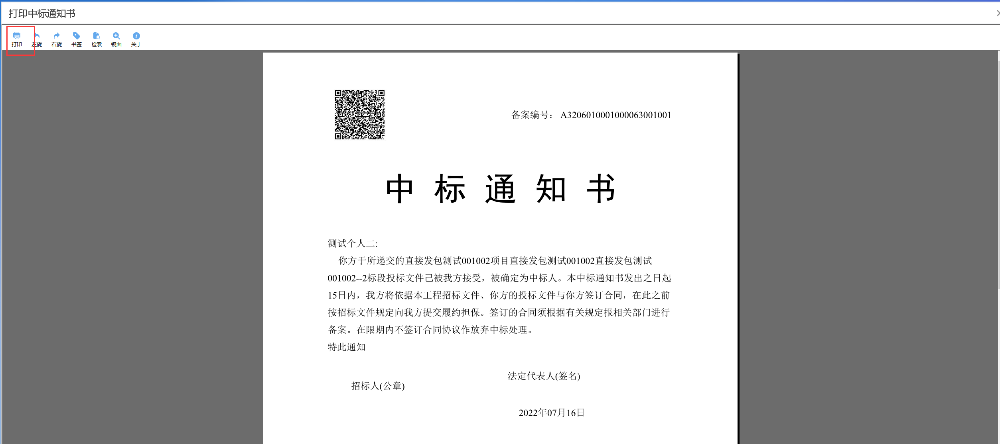 打印中标通知书
打印 左旋 右旋 书签 检索 镜面 关于
备案编号： A3206010001000063001001
中 标 通 知 书
测试个人二:
你方于所递交的直接发包测试001002项目直接发包测试001002直接发包测试
001002--2标段投标文件已被我方接受，被确定为中标人。本中标通知书发出之日起
15日内，我方将依据本工程招标文件、你方的投标文件与你方签订合同，在此之前
按招标文件规定向我方提交履约担保。签订的合同须根据有关规定报相关部门进行
备案。在限期内不签订合同协议作放弃中标处理。
特此通知
法定代表人(签名)
招标人(公章)
2022年07月16日